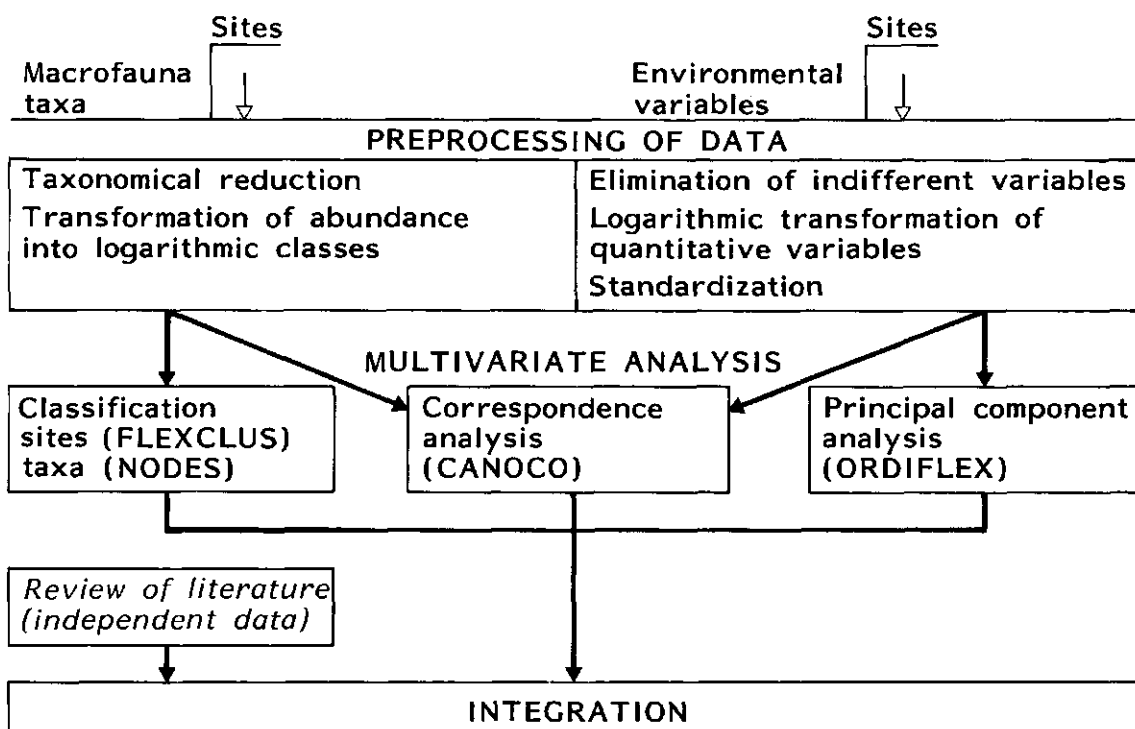 Sites
Sites
Macrofauna
taxa
Environmental
variables
PREPROCESSING OF DATA
Taxonomical reduction
Transformation of abundance
into logarithmic classes
Elimination of indifferent variables
Logarithmic transformation of
quantitative variables
Standardization
MULTIVARIATE ANALYSIS
Classification
sites (FLEXCLUS)
taxa (NODES)
Correspondence
analysis
(CANOCO)
Principal component
analysis
(ORDIFLEX)
Review of literature
(independent data)
INTEGRATION